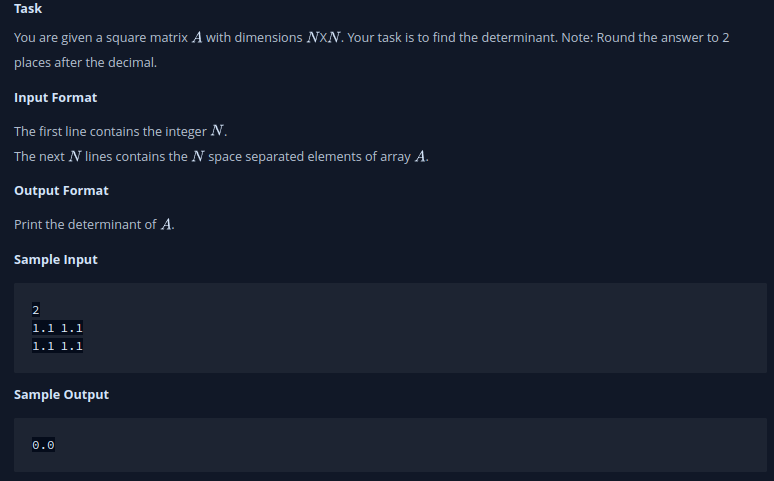 Task
You are given a square matrix A with dimensions NXN. Your task is to find the determinant. Note: Round the answer to 2
places after the decimal.
Input Format
The first line contains the integer N.
The next N lines contains the N space separated elements of array A.
Output Format
Print the determinant of A.
Sample Input
2
1.1 1.1
1.1 1.1
Sample Output
0.0